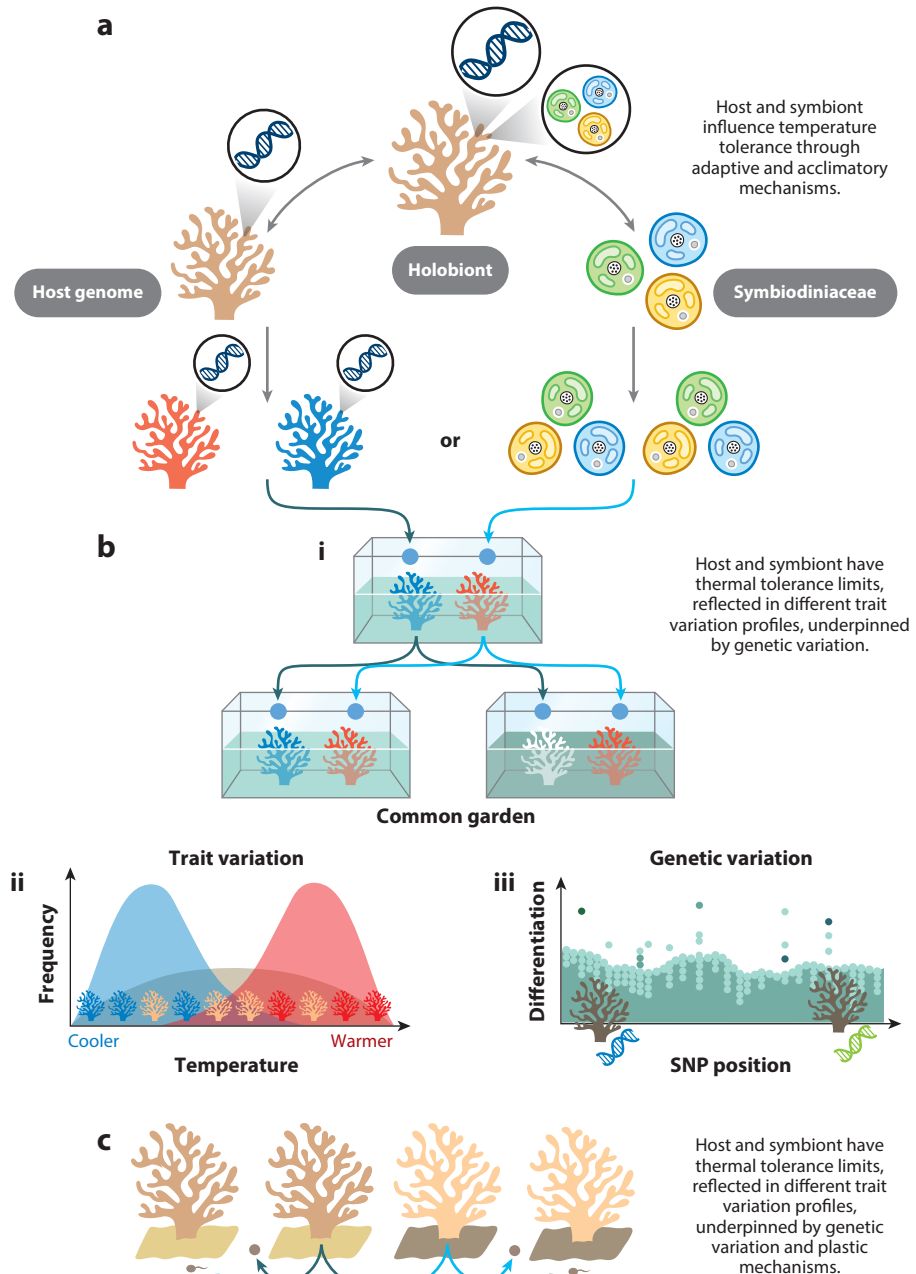 a
Host and symbiont
influence temperature
tolerance through
adaptive and acclimatory
mechanisms.
Host genome
Holobiont
Symbiodiniaceae
or
b
i
Host and symbiont have
thermal tolerance limits,
reflected in different trait
variation profiles, underpinned
by genetic variation.
Common garden
Trait variation
ii
Frequency
Cooler
Warmer
Temperature
Genetic variation
iii
Differentiation
SNP position
c
Host and symbiont have
thermal tolerance limits,
reflected in different trait
variation profiles,
underpinned by genetic
variation and plastic
mechanisms.